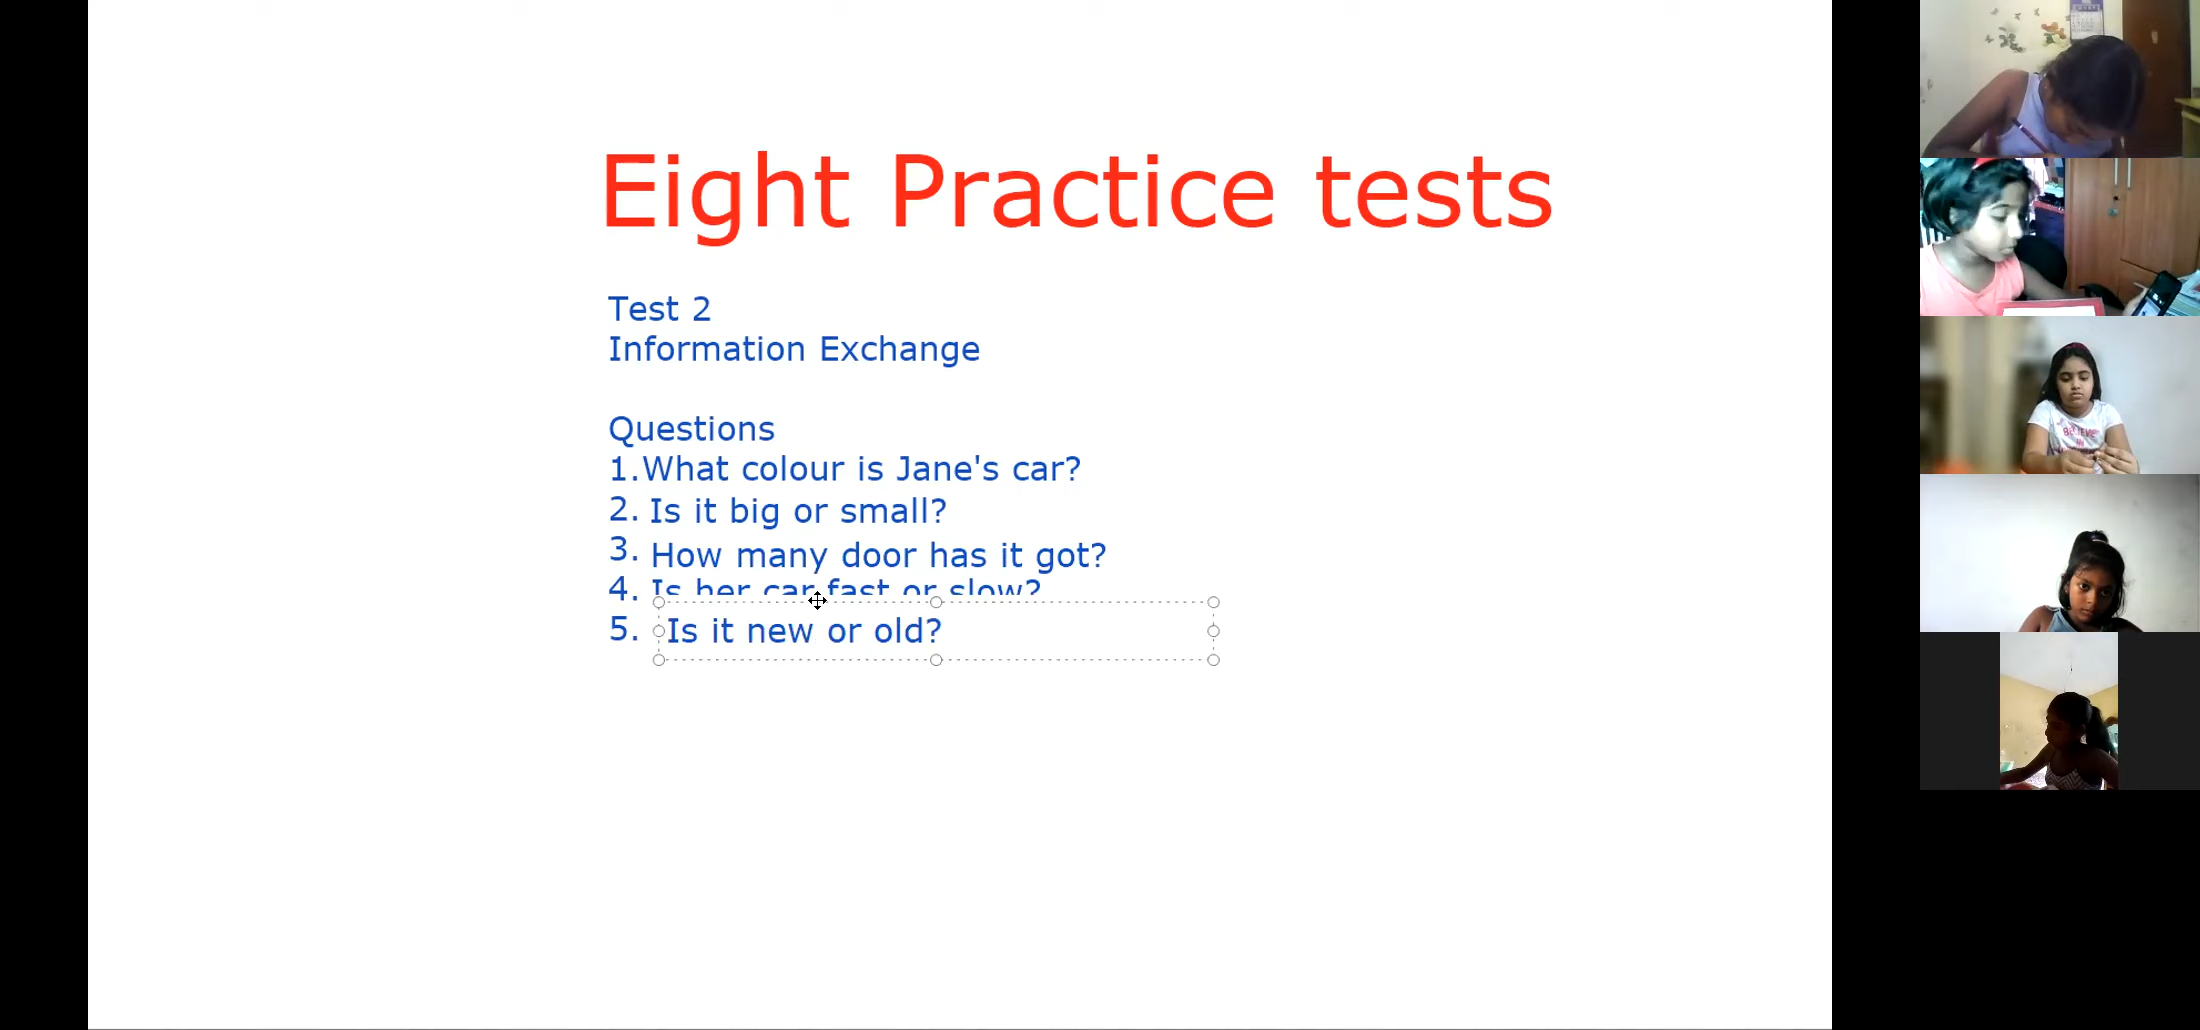 Eight Practice tests
Test 2
Information Exchange
Questions
1.What colour is Jane's car?
2. Is it big or small?
3. How many door has it got?
4. Is her car fast or slow?
5. Is it new or old?
BELIEVE
IN